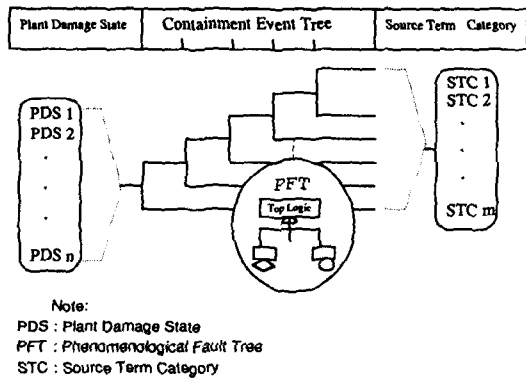 Plant Damage State Containment Event Tree Source Term Category
PDS 1
PDS 2
PDS n
PFT
Top Logic
STC 1
STC 2
STC m
Note:
PDS : Plant Damage State
PFT : Phenomenological Fault Tree
STC : Source Term Category